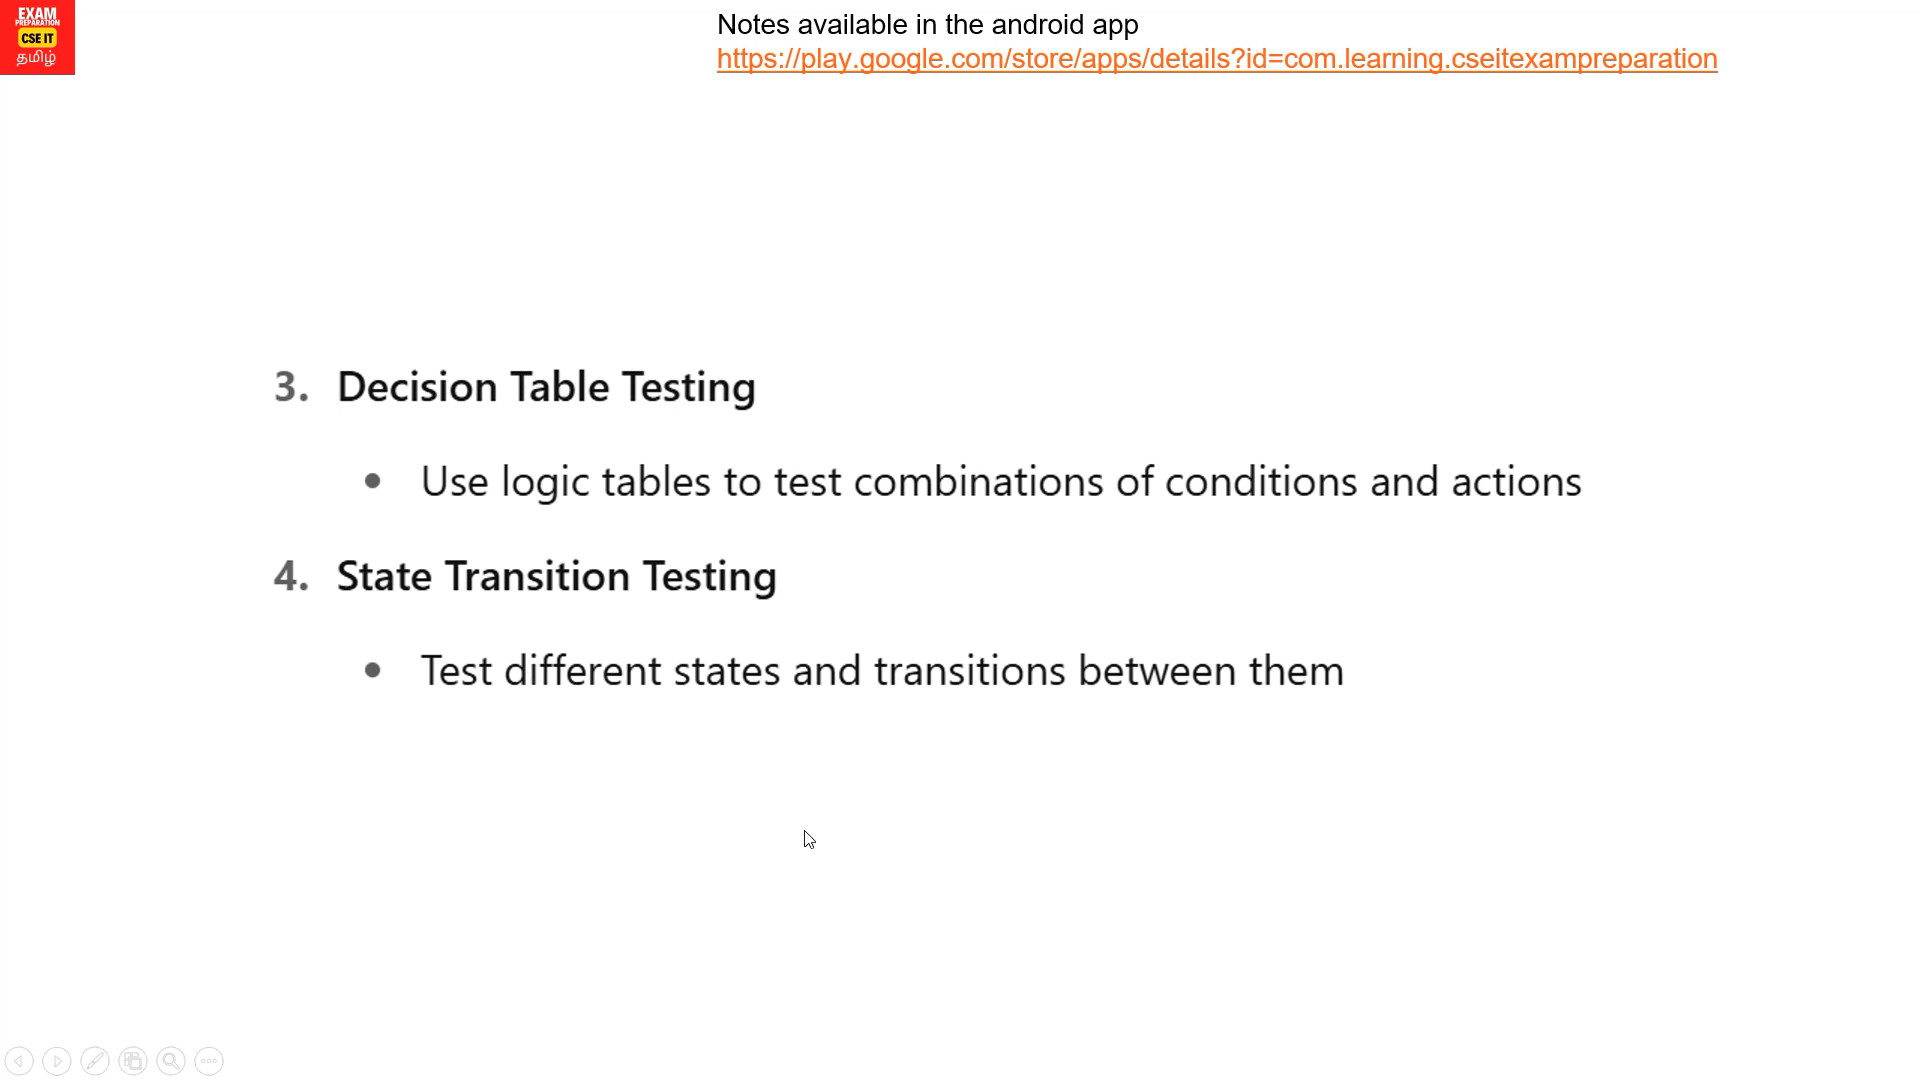 EXAM
PREPARATION
CSE IT
தமிழ்
Notes available in the android app
https://play.google.com/store/apps/details?id=com.learning.cseitexampreparation
3. Decision Table Testing
• Use logic tables to test combinations of conditions and actions
4. State Transition Testing
• Test different states and transitions between them